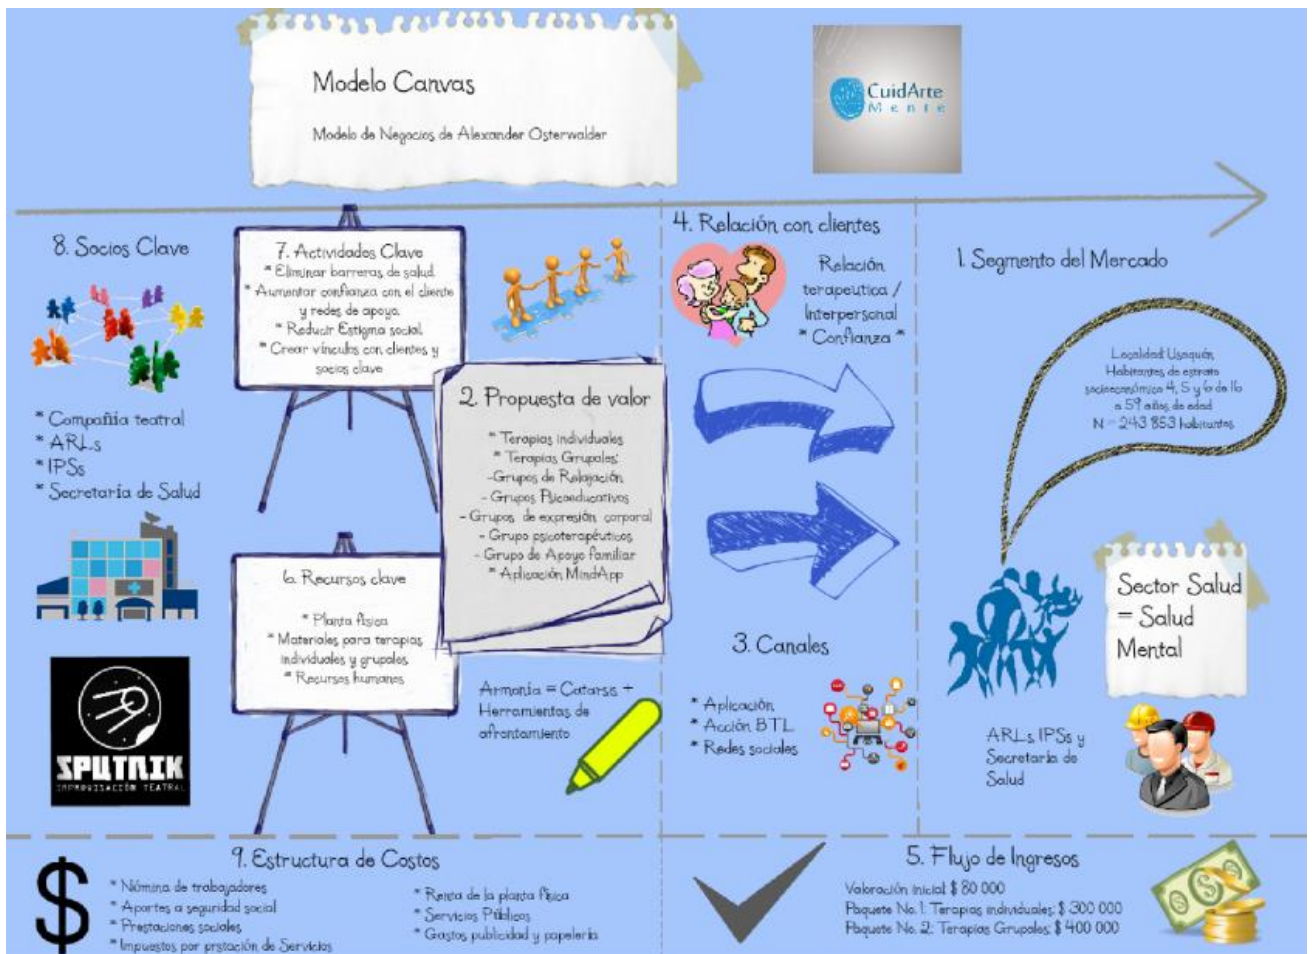 Modelo Canvas
Modelo de Negocios de Alexander Osterwalder
CuidArte
Mente
8. Socios Clave
* Compañía teatral
* ARLs
* IPSs
* Secretaría de Salud
SPUTNIK
IMPROVISACIÓN TEATRAL
7. Actividades Clave
* Eliminar barreras de salud.
* Aumentar confianza con el cliente
y redes de apoyo.
* Reducir Estigma social.
* Crear vínculos con clientes y
socios clave
6. Recursos clave
* Planta física
* Materiales para terapias
individuales y grupales
* Recursos humanos
2. Propuesta de valor
* Terapias individuales
* Terapias Grupales:
-Grupos de Relajación
- Grupos Psicoeducativos
- Grupos de expresión corporal
- Grupo psicoterapéuticos
- Grupo de Apoyo familiar
* Aplicación MindApp
Armonía = Catarsis +
Herramientas de
afrontamiento
4. Relación con clientes
Relación
terapeutica /
Interpersonal
* Confianza *
3. Canales
* Aplicación
* Acción BTL
* Redes sociales
1. Segmento del Mercado
Localidad: Usaquén
Habitantes de estrato
socioeconómico 4, 5 y 6 de 16
a 59 años de edad
N = 243 853 habitantes
Sector Salud
= Salud
Mental
ARLs, IPSs y
Secretaría de
Salud
9. Estructura de Costos
* Nómina de trabajadores
* Aportes a seguridad social
* Prestaciones sociales
* Impuestos por prstación de Servicios
* Renta de la planta física
* Servicios Públicos
* Gastos publicidad y papelería
5. Flujo de Ingresos
Valoración inicial: $ 80 000
Paquete No. 1: Terapias individuales: $ 300 000
Paquete No. 2: Terapias Grupales: $ 400 000